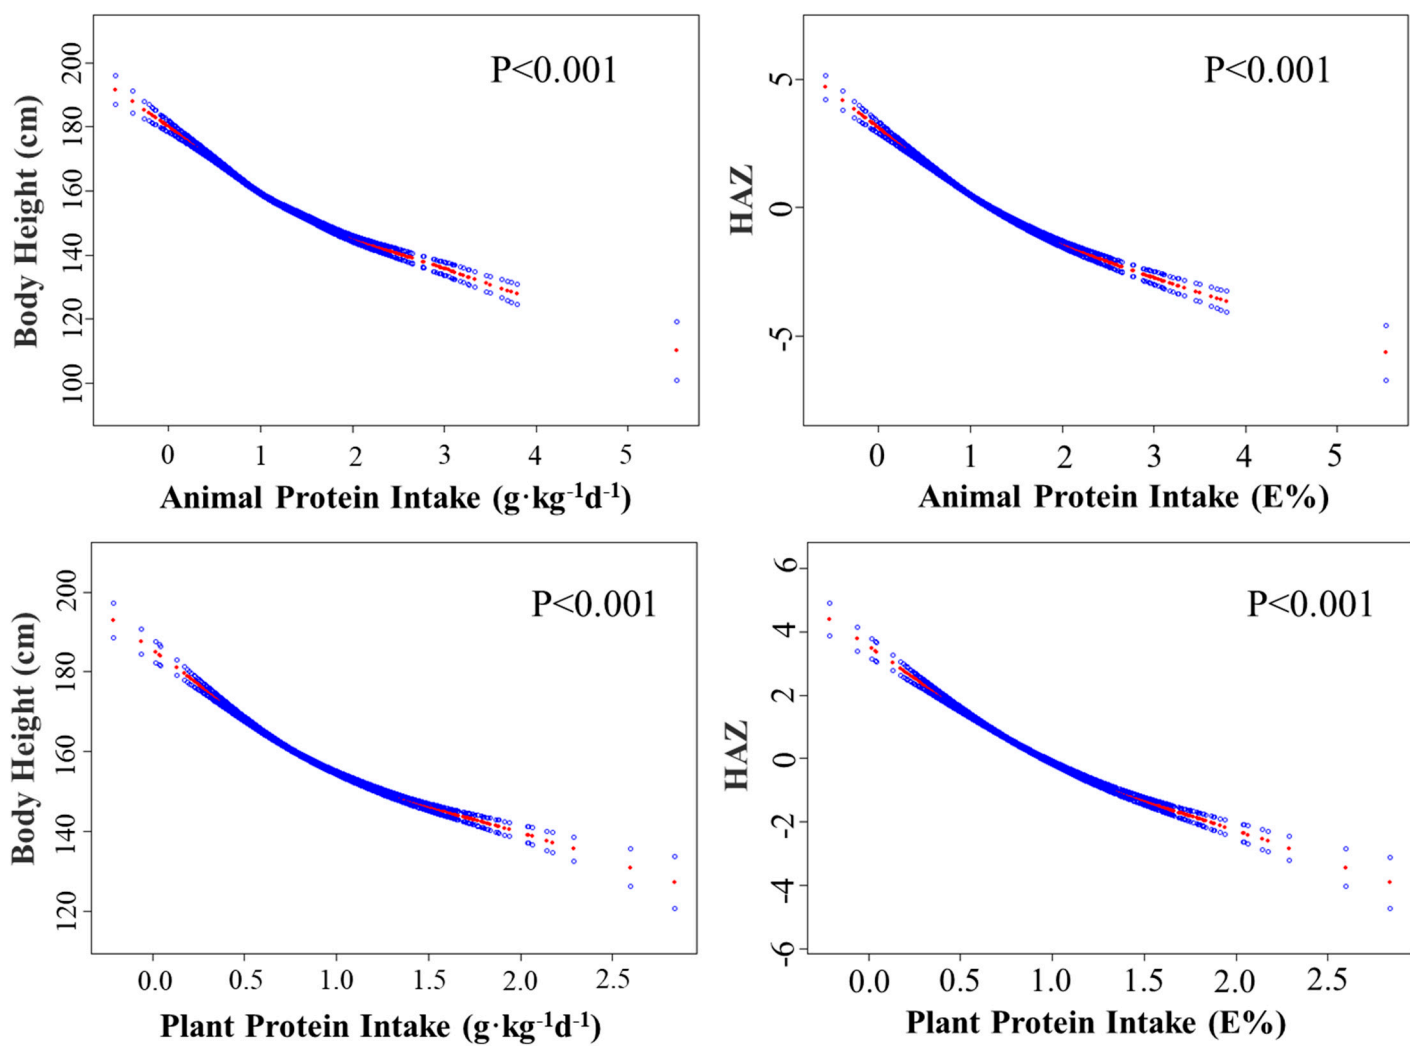 P<0.001
Body Height (cm)
200
180
160
140
120
100
0 1 2 3 4 5
Animal Protein Intake (g·kg⁻¹d⁻¹)
P<0.001
HAZ
5
0
-5
0 1 2 3 4 5
Animal Protein Intake (E%)
P<0.001
Body Height (cm)
200
180
160
140
120
0.0 0.5 1.0 1.5 2.0 2.5
Plant Protein Intake (g·kg⁻¹d⁻¹)
P<0.001
HAZ
6
4
2
0
-2
-4
-6
0.0 0.5 1.0 1.5 2.0 2.5
Plant Protein Intake (E%)